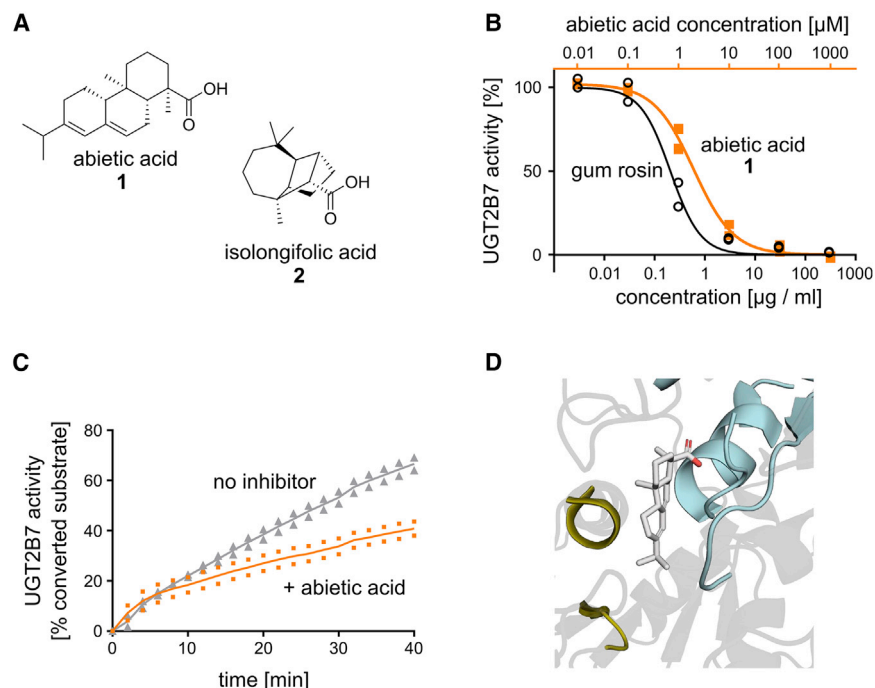 A
OH
O
abietic acid
1
OH
O
isolongifolic acid
2
B
abietic acid concentration [µM]
0.01 0.1 1 10 100 1000
UGT2B7 activity [%]
100
50
0
gum rosin
abietic acid
1
0.01 0.1 1 10 100 1000
concentration [µg / ml]
C
UGT2B7 activity
[% converted substrate]
80
60
40
20
0
no inhibitor
+ abietic acid
0 10 20 30 40
time [min]
D